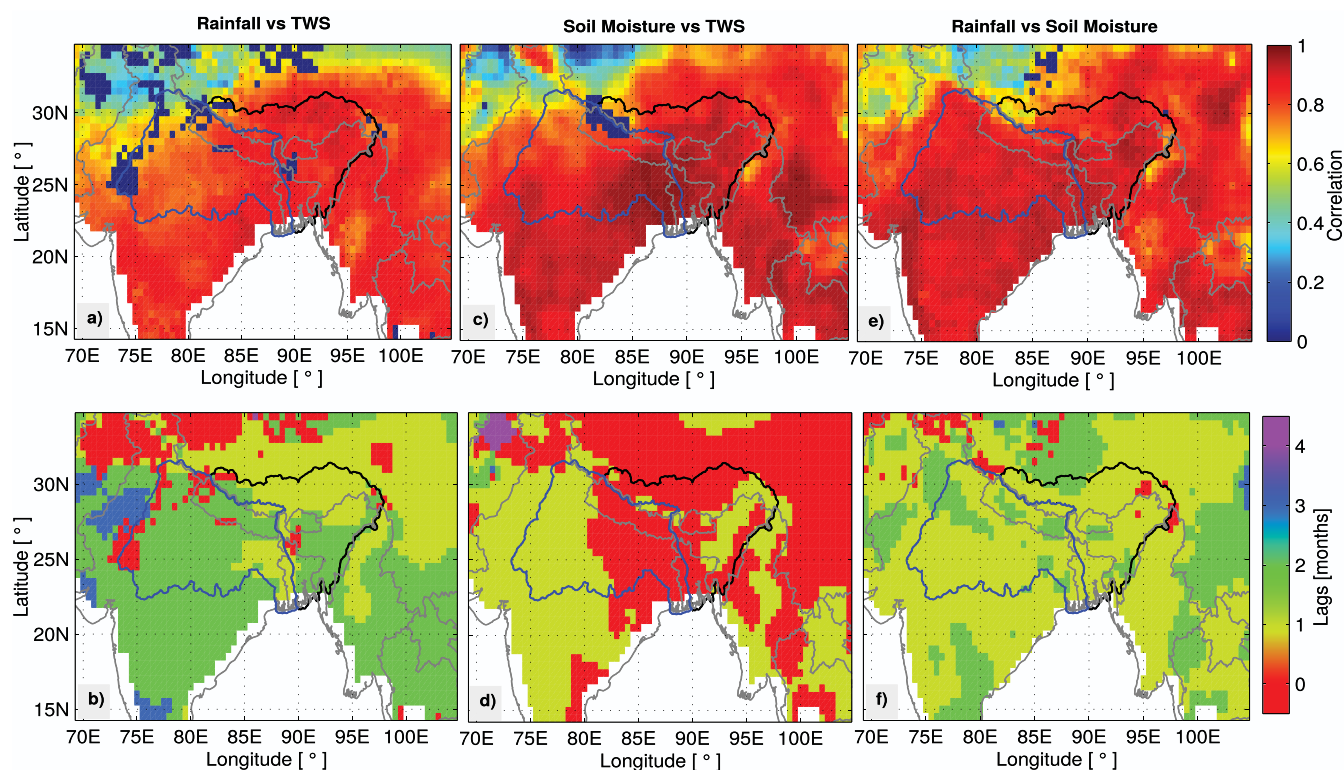 Rainfall vs TWS
Soil Moisture vs TWS
Rainfall vs Soil Moisture
Latitude [ ° ]
30N
25N
20N
15N
a)
c)
e)
70E 75E 80E 85E 90E 95E 100E
70E 75E 80E 85E 90E 95E 100E
70E 75E 80E 85E 90E 95E 100E
Longitude [ ° ]
Longitude [ ° ]
Longitude [ ° ]
1
0.8
0.6
0.4
0.2
0
Correlation
Latitude [ ° ]
30N
25N
20N
15N
b)
d)
f)
70E 75E 80E 85E 90E 95E 100E
70E 75E 80E 85E 90E 95E 100E
70E 75E 80E 85E 90E 95E 100E
Longitude [ ° ]
Longitude [ ° ]
Longitude [ ° ]
4
3
2
1
0
Lags [months]